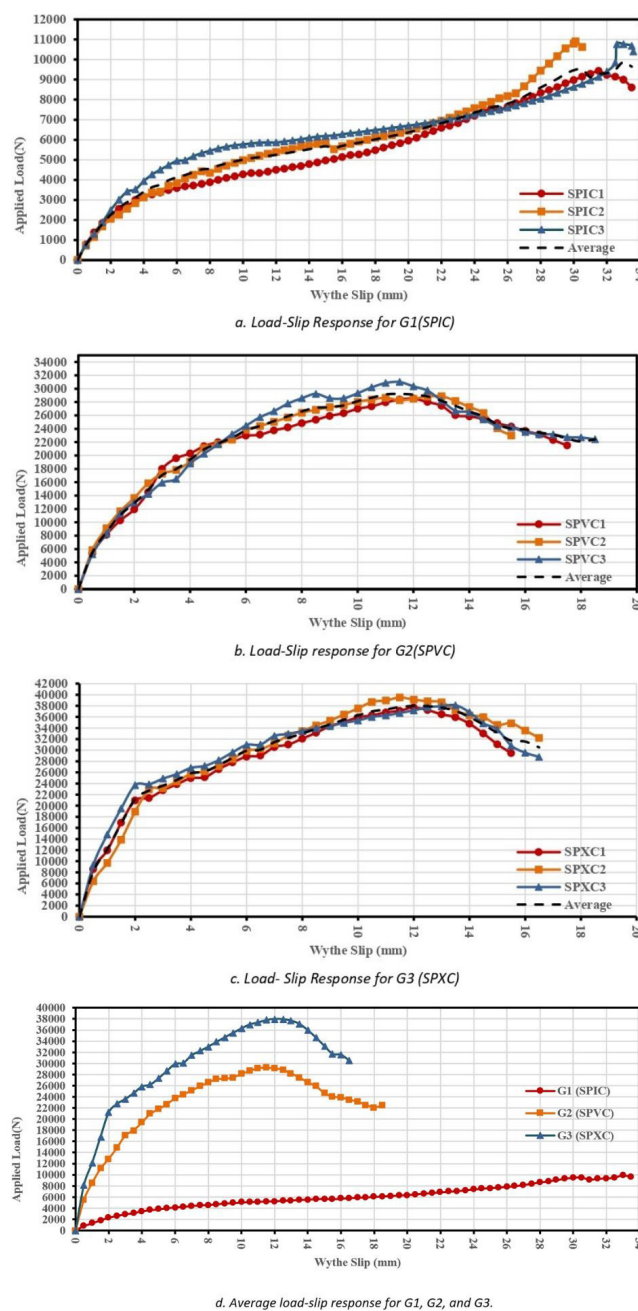 12000
11000
10000
9000
8000
7000
6000
5000
4000
3000
2000
1000
0
Applied Load(N)
SPIC1
SPIC2
SPIC3
Average
0 2 4 6 8 10 12 14 16 18 20 22 24 26 28 30 32 34
Wythe Slip (mm)
a. Load-Slip Response for G1(SPIC)
34000
32000
30000
28000
26000
24000
22000
20000
18000
16000
14000
12000
10000
8000
6000
4000
2000
0
Applied Load(N)
SPVC1
SPVC2
SPVC3
Average
0 2 4 6 8 10 12 14 16 18 20
Wythe Slip (mm)
b. Load-Slip response for G2(SPVC)
42000
40000
38000
36000
34000
32000
30000
28000
26000
24000
22000
20000
18000
16000
14000
12000
10000
8000
6000
4000
2000
0
Applied Load(N)
SPXC1
SPXC2
SPXC3
Average
0 2 4 6 8 10 12 14 16 18 20
Wythe Slip (mm)
c. Load- Slip Response for G3 (SPXC)
40000
38000
36000
34000
32000
30000
28000
26000
24000
22000
20000
18000
16000
14000
12000
10000
8000
6000
4000
2000
0
Applied Load(N)
G1 (SPIC)
G2 (SPVC)
G3 (SPXC)
0 2 4 6 8 10 12 14 16 18 20 22 24 26 28 30 32 34
Wythe Slip (mm)
d. Average load-slip response for G1, G2, and G3.